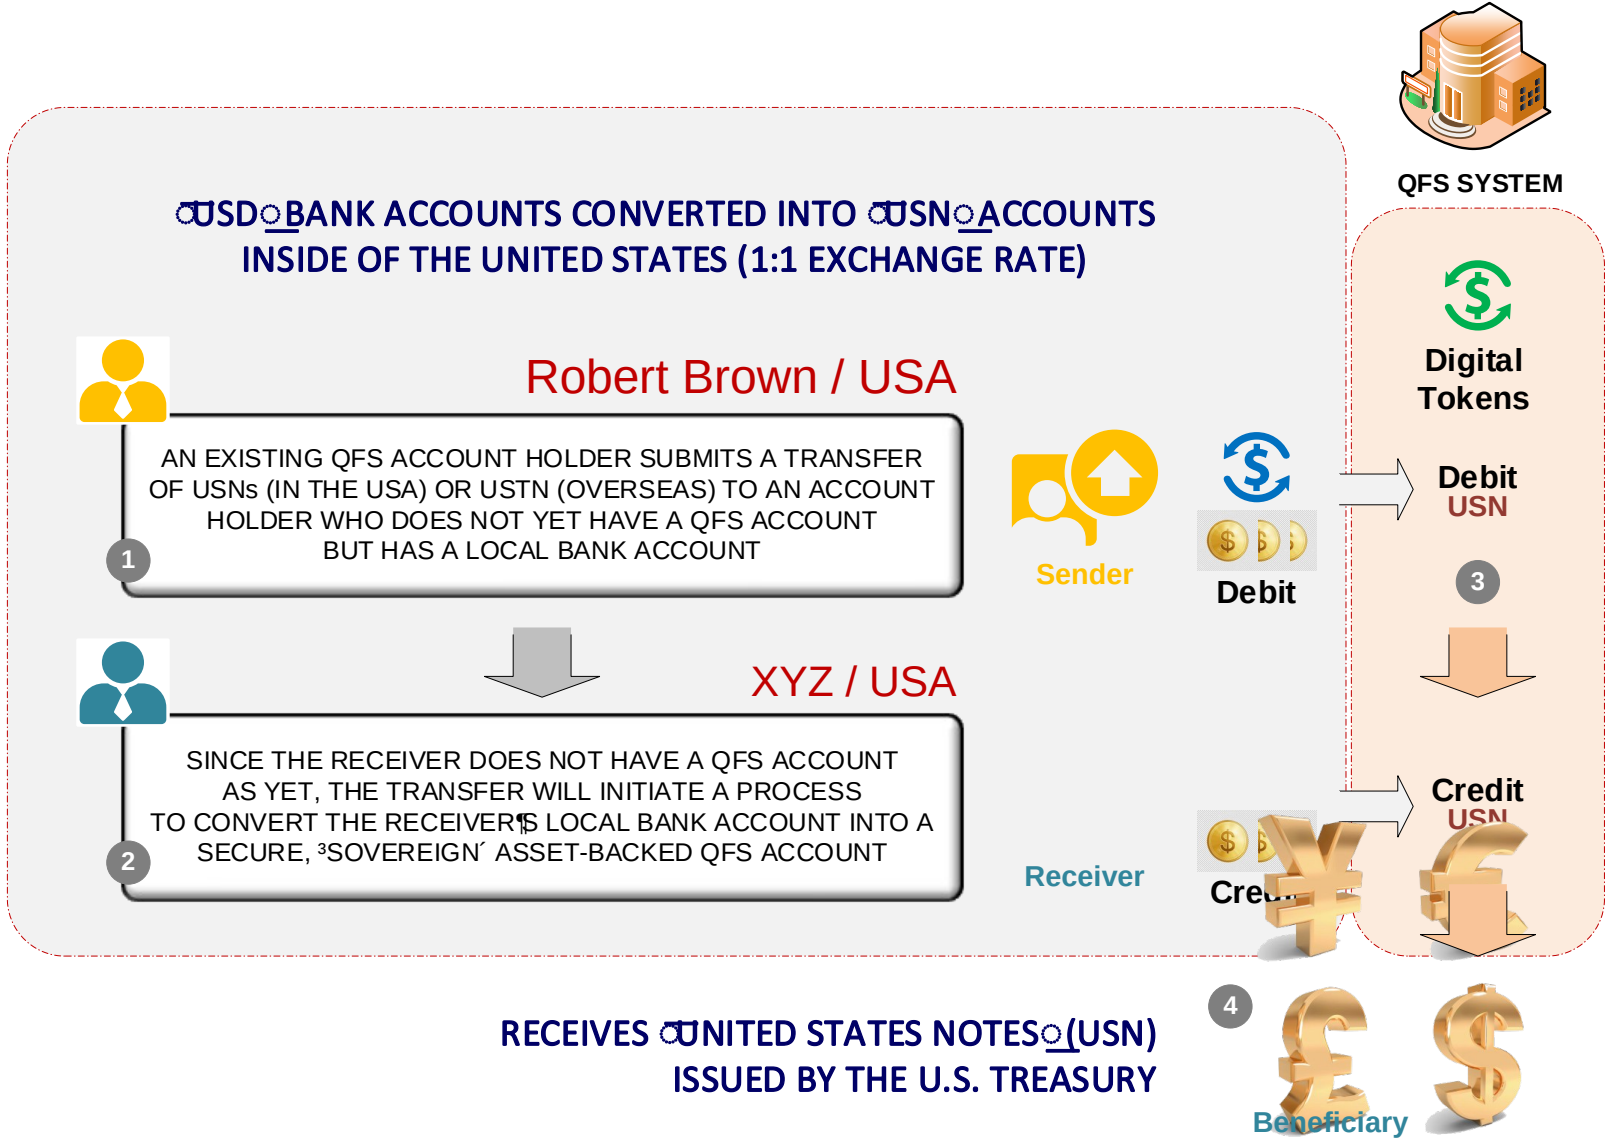 QFS SYSTEM
"USD" BANK ACCOUNTS CONVERTED INTO "USN" ACCOUNTS
INSIDE OF THE UNITED STATES (1:1 EXCHANGE RATE)
Digital
Tokens
Robert Brown / USA
AN EXISTING QFS ACCOUNT HOLDER SUBMITS A TRANSFER
OF USNs (IN THE USA) OR USTN (OVERSEAS) TO AN ACCOUNT
HOLDER WHO DOES NOT YET HAVE A QFS ACCOUNT
BUT HAS A LOCAL BANK ACCOUNT
1
Sender
Debit
Debit
USN
3
XYZ / USA
SINCE THE RECEIVER DOES NOT HAVE A QFS ACCOUNT
AS YET, THE TRANSFER WILL INITIATE A PROCESS
TO CONVERT THE RECEIVER¶S LOCAL BANK ACCOUNT INTO A
SECURE, ³SOVEREIGN´ ASSET-BACKED QFS ACCOUNT
2
Receiver
Credit
Credit
USN
4
RECEIVES "UNITED STATES NOTES" (USN)
ISSUED BY THE U.S. TREASURY
Beneficiary